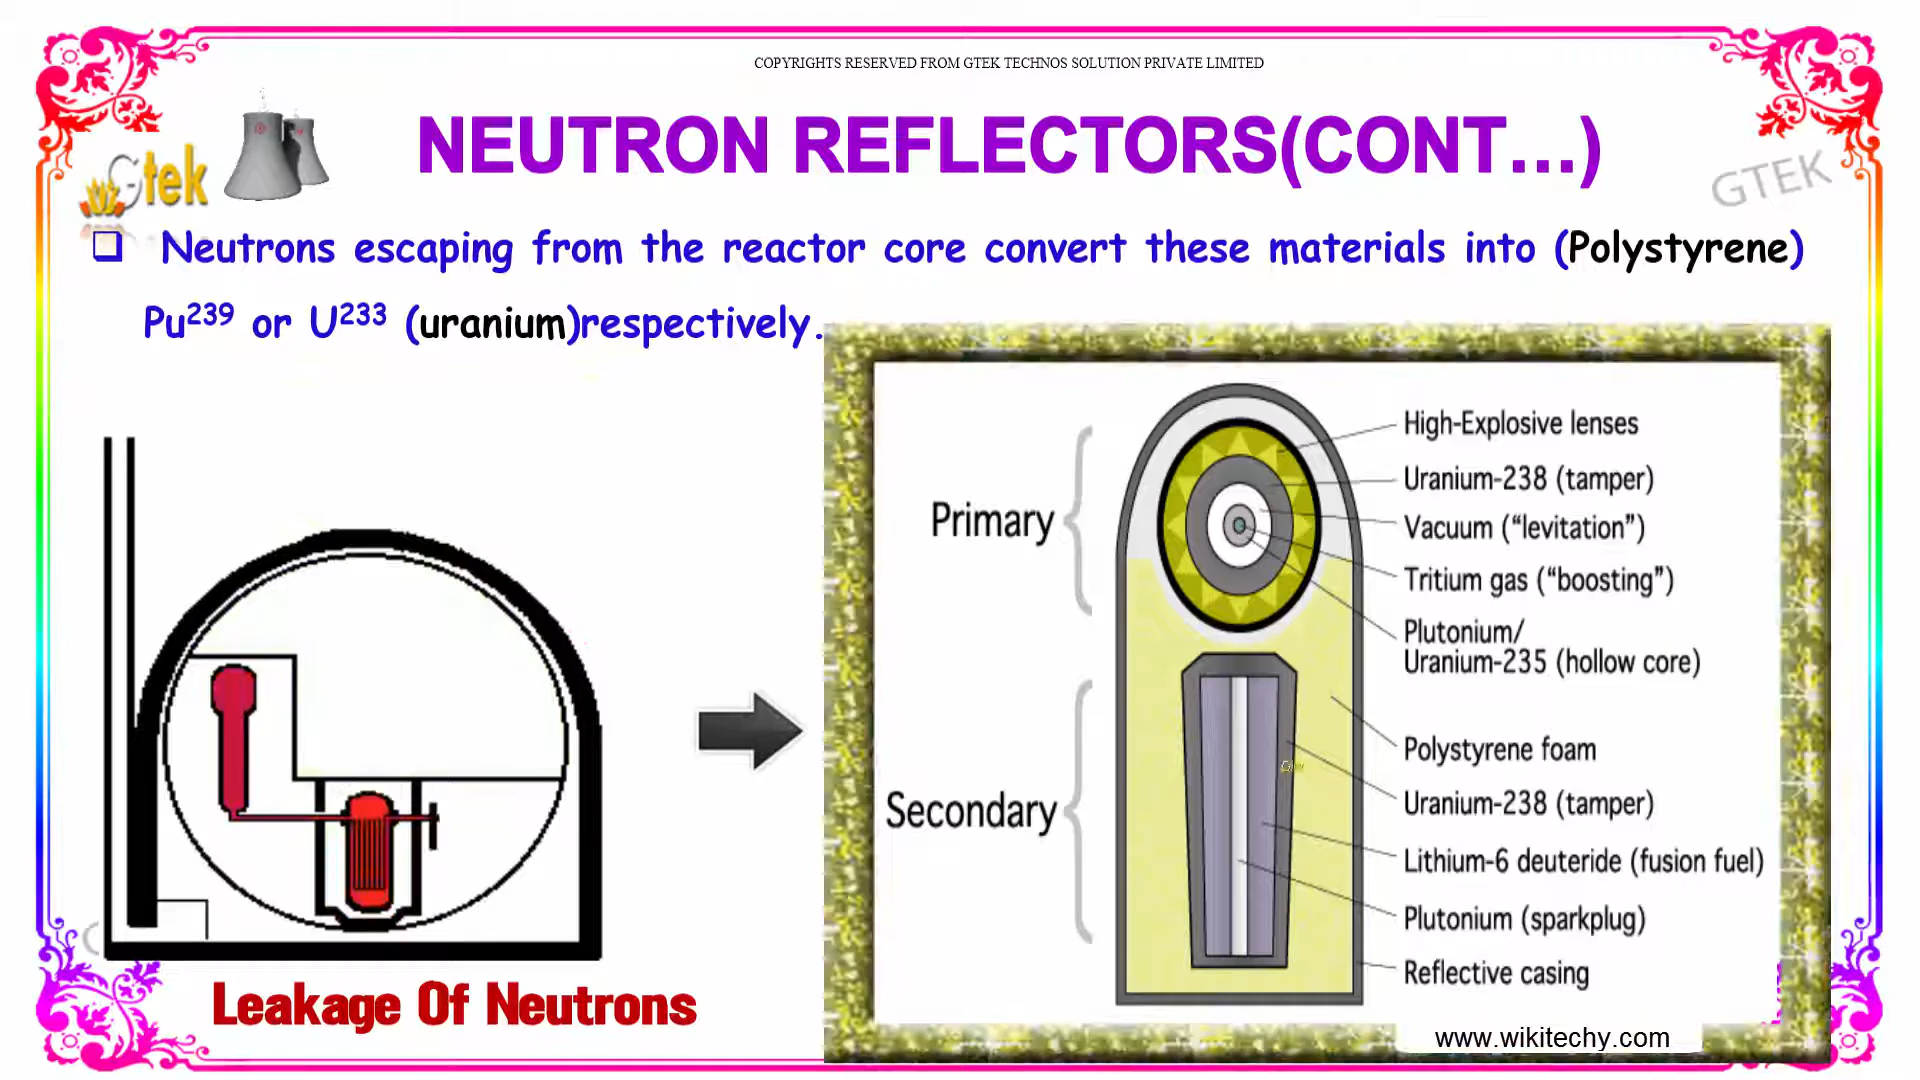 COPYRIGHTS RESERVED FROM GTEK TECHNOS SOLUTION PRIVATE LIMITED
NEUTRON REFLECTORS(CONT...)
Gtek
GTEK
❑ Neutrons escaping from the reactor core convert these materials into (Polystyrene)
Pu²³⁹ or U²³³ (uranium)respectively.
Primary
Secondary
High-Explosive lenses
Uranium-238 (tamper)
Vacuum (“levitation”)
Tritium gas (“boosting”)
Plutonium/
Uranium-235 (hollow core)
Polystyrene foam
Uranium-238 (tamper)
Lithium-6 deuteride (fusion fuel)
Plutonium (sparkplug)
Reflective casing
Leakage Of Neutrons
www.wikitechy.com